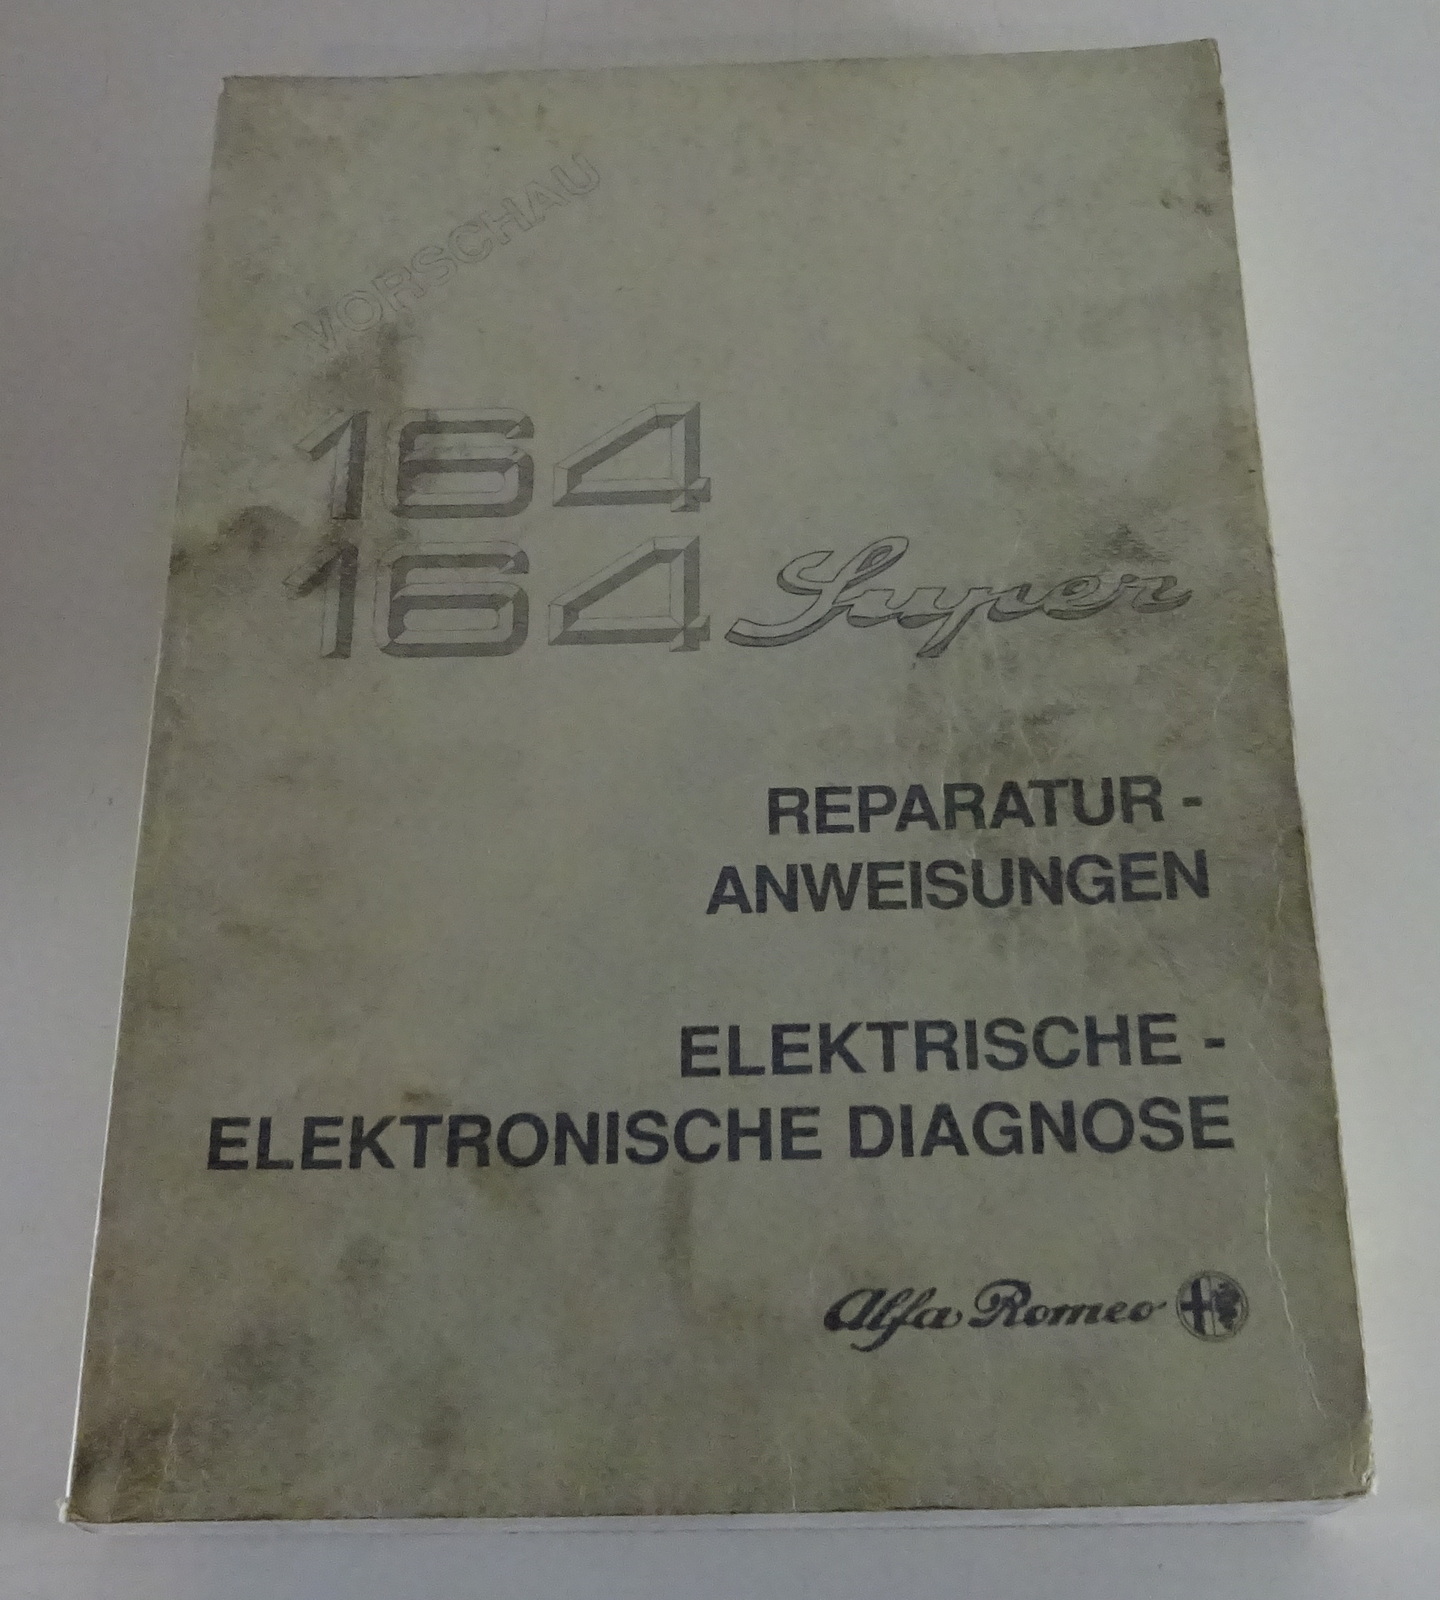 VORSCHAU
164
164 Super
REPARATUR -
ANWEISUNGEN
ELEKTRISCHE -
ELEKTRONISCHE DIAGNOSE
Alfa Romeo